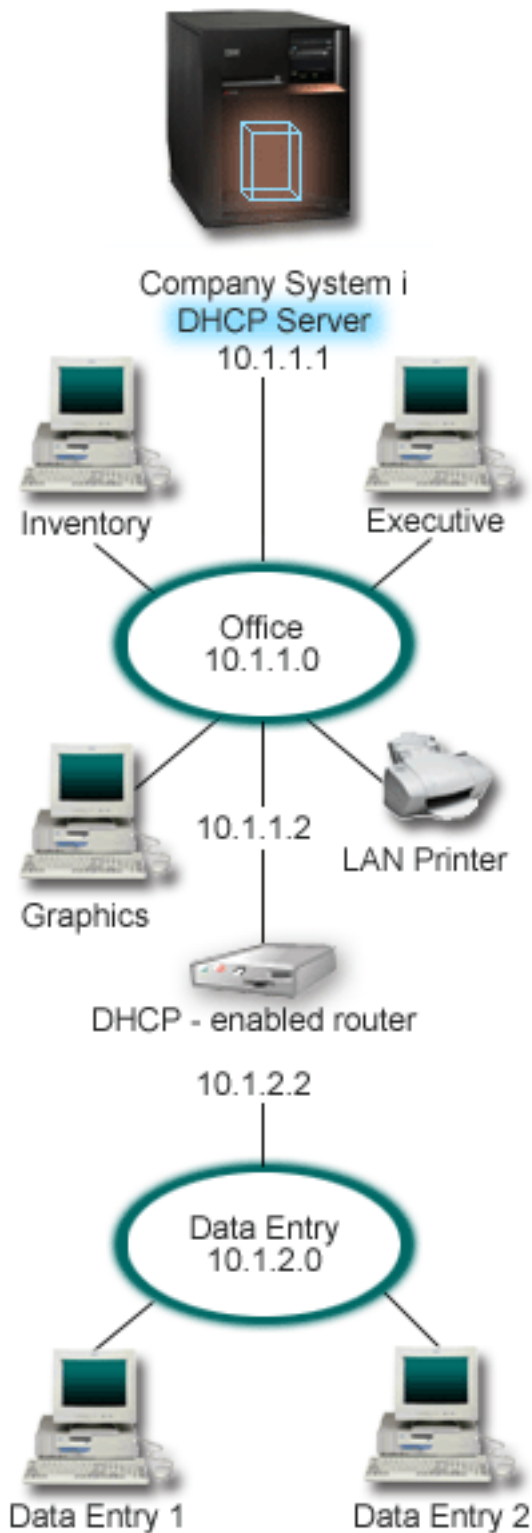 Company System i
DHCP Server
10.1.1.1
Inventory
Executive
Office
10.1.1.0
Graphics
10.1.1.2
LAN Printer
DHCP - enabled router
10.1.2.2
Data Entry
10.1.2.0
Data Entry 1
Data Entry 2